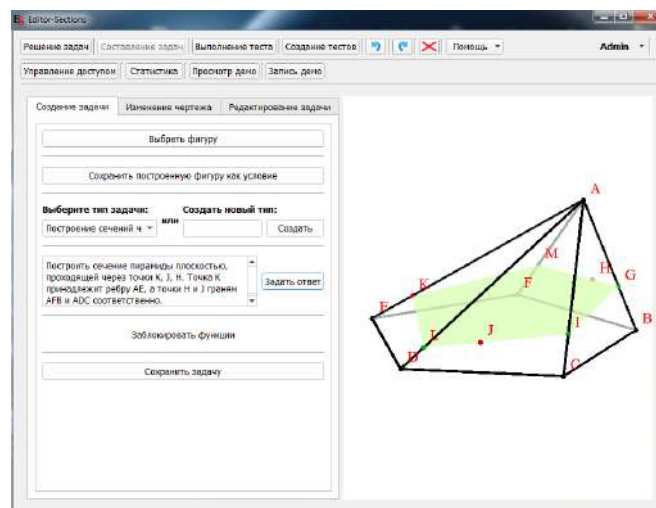 Editor-Sections
Решение задач Составление задач Выполнение теста Создание тестов Помощь Admin
Управление доступом Статистика Просмотр демо Запись демо
Создание задачи Изменение чертежа Редактирование задачи
Выбрать фигуру
Сохранить построенную фигуру как условие
Выберите тип задачи: или Создать новый тип:
Построение сечений ч Создать
Построить сечение пирамиды плоскостью,
проходящей через точки K, J, H. Точка K
принадлежит ребру AE, а точки H и J граням
AFB и ADC соответственно.
Задать ответ
Заблокировать функции
Сохранить задачу
A
M
H
G
K
F
E
B
I
J
L
D
C